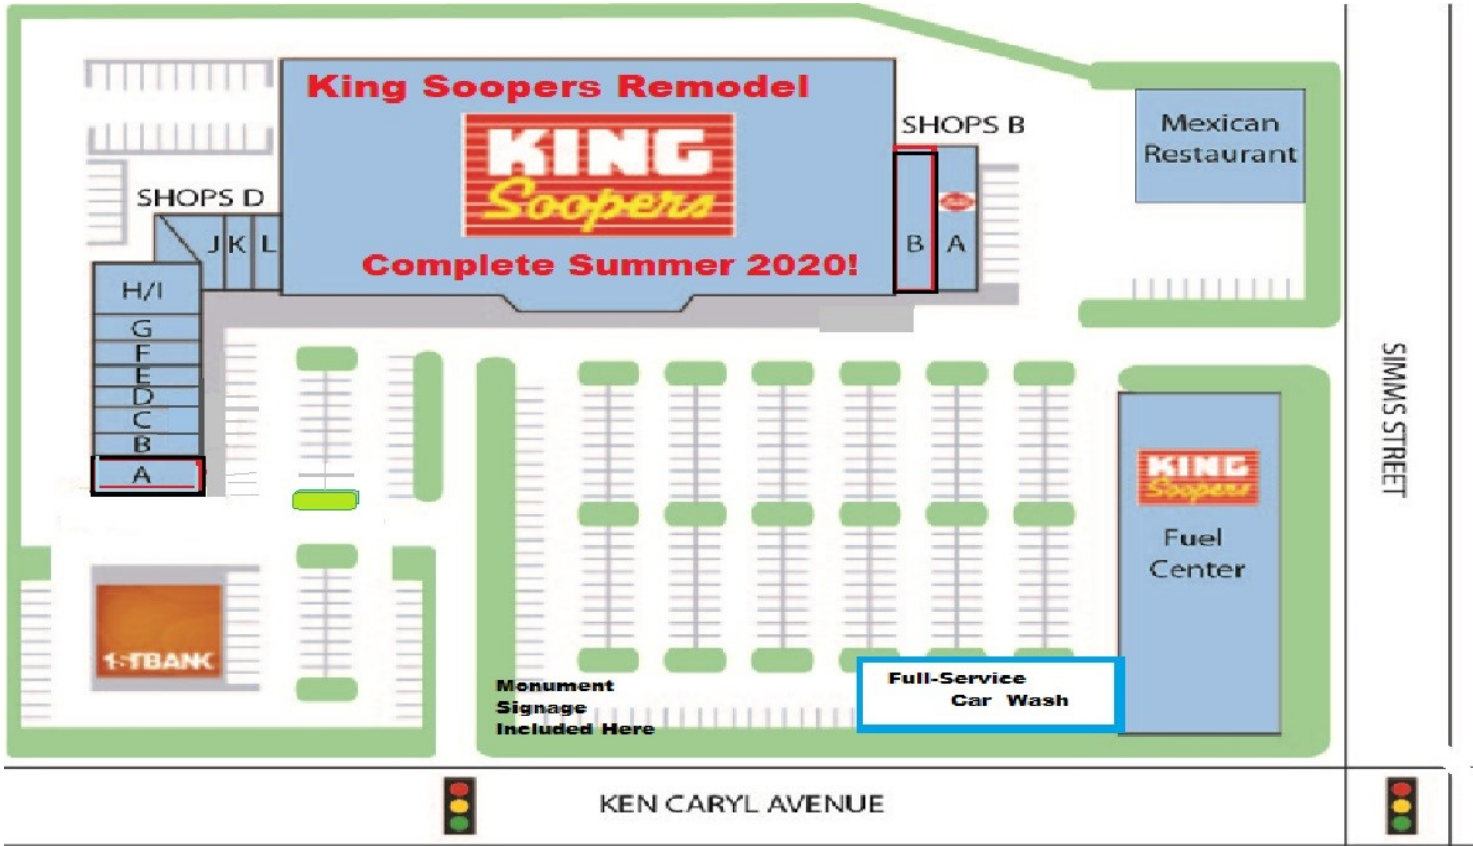 King Soopers Remodel
KING
Soopers
Complete Summer 2020!
SHOPS B
B
A
Mexican
Restaurant
SHOPS D
J
K
L
H/I
G
F
E
D
C
B
A
1STBANK
KING
Soopers
Fuel
Center
Monument
Signage
Included Here
Full-Service
Car Wash
SIMMS STREET
KEN CARYL AVENUE